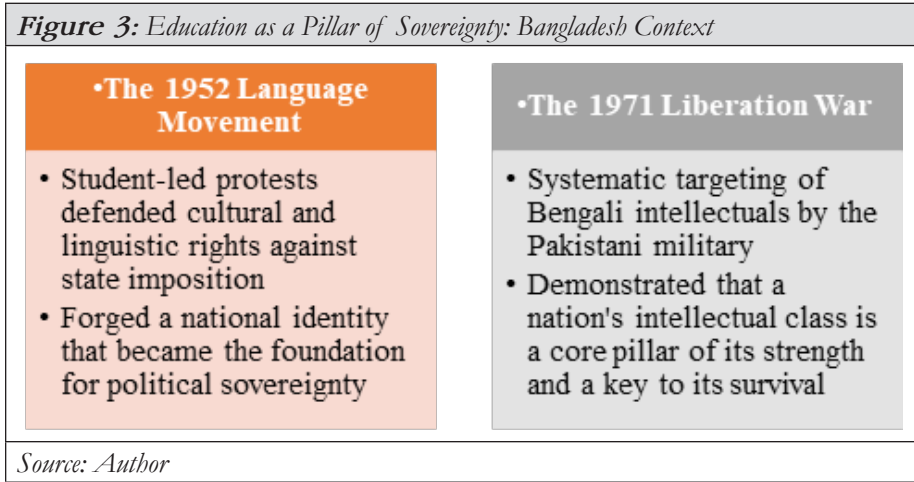 Figure 3: Education as a Pillar of Sovereignty: Bangladesh Context
•The 1952 Language
Movement
• Student-led protests
defended cultural and
linguistic rights against
state imposition
• Forged a national identity
that became the foundation
for political sovereignty
•The 1971 Liberation War
• Systematic targeting of
Bengali intellectuals by the
Pakistani military
• Demonstrated that a
nation's intellectual class is
a core pillar of its strength
and a key to its survival
Source: Author